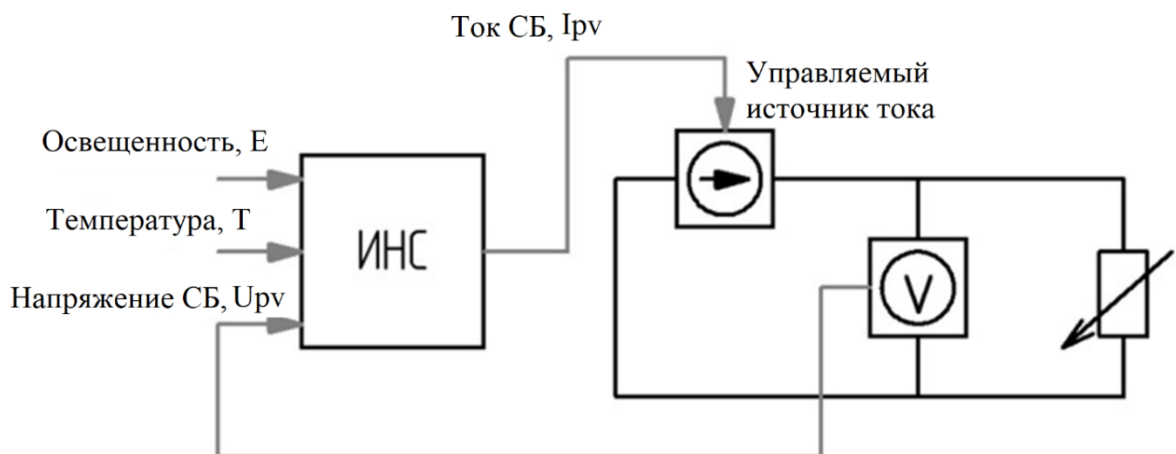 Ток СБ, Ipv
Управляемый
источник тока
Освещенность, E
Температура, T
ИНС
Напряжение СБ, Upv
V